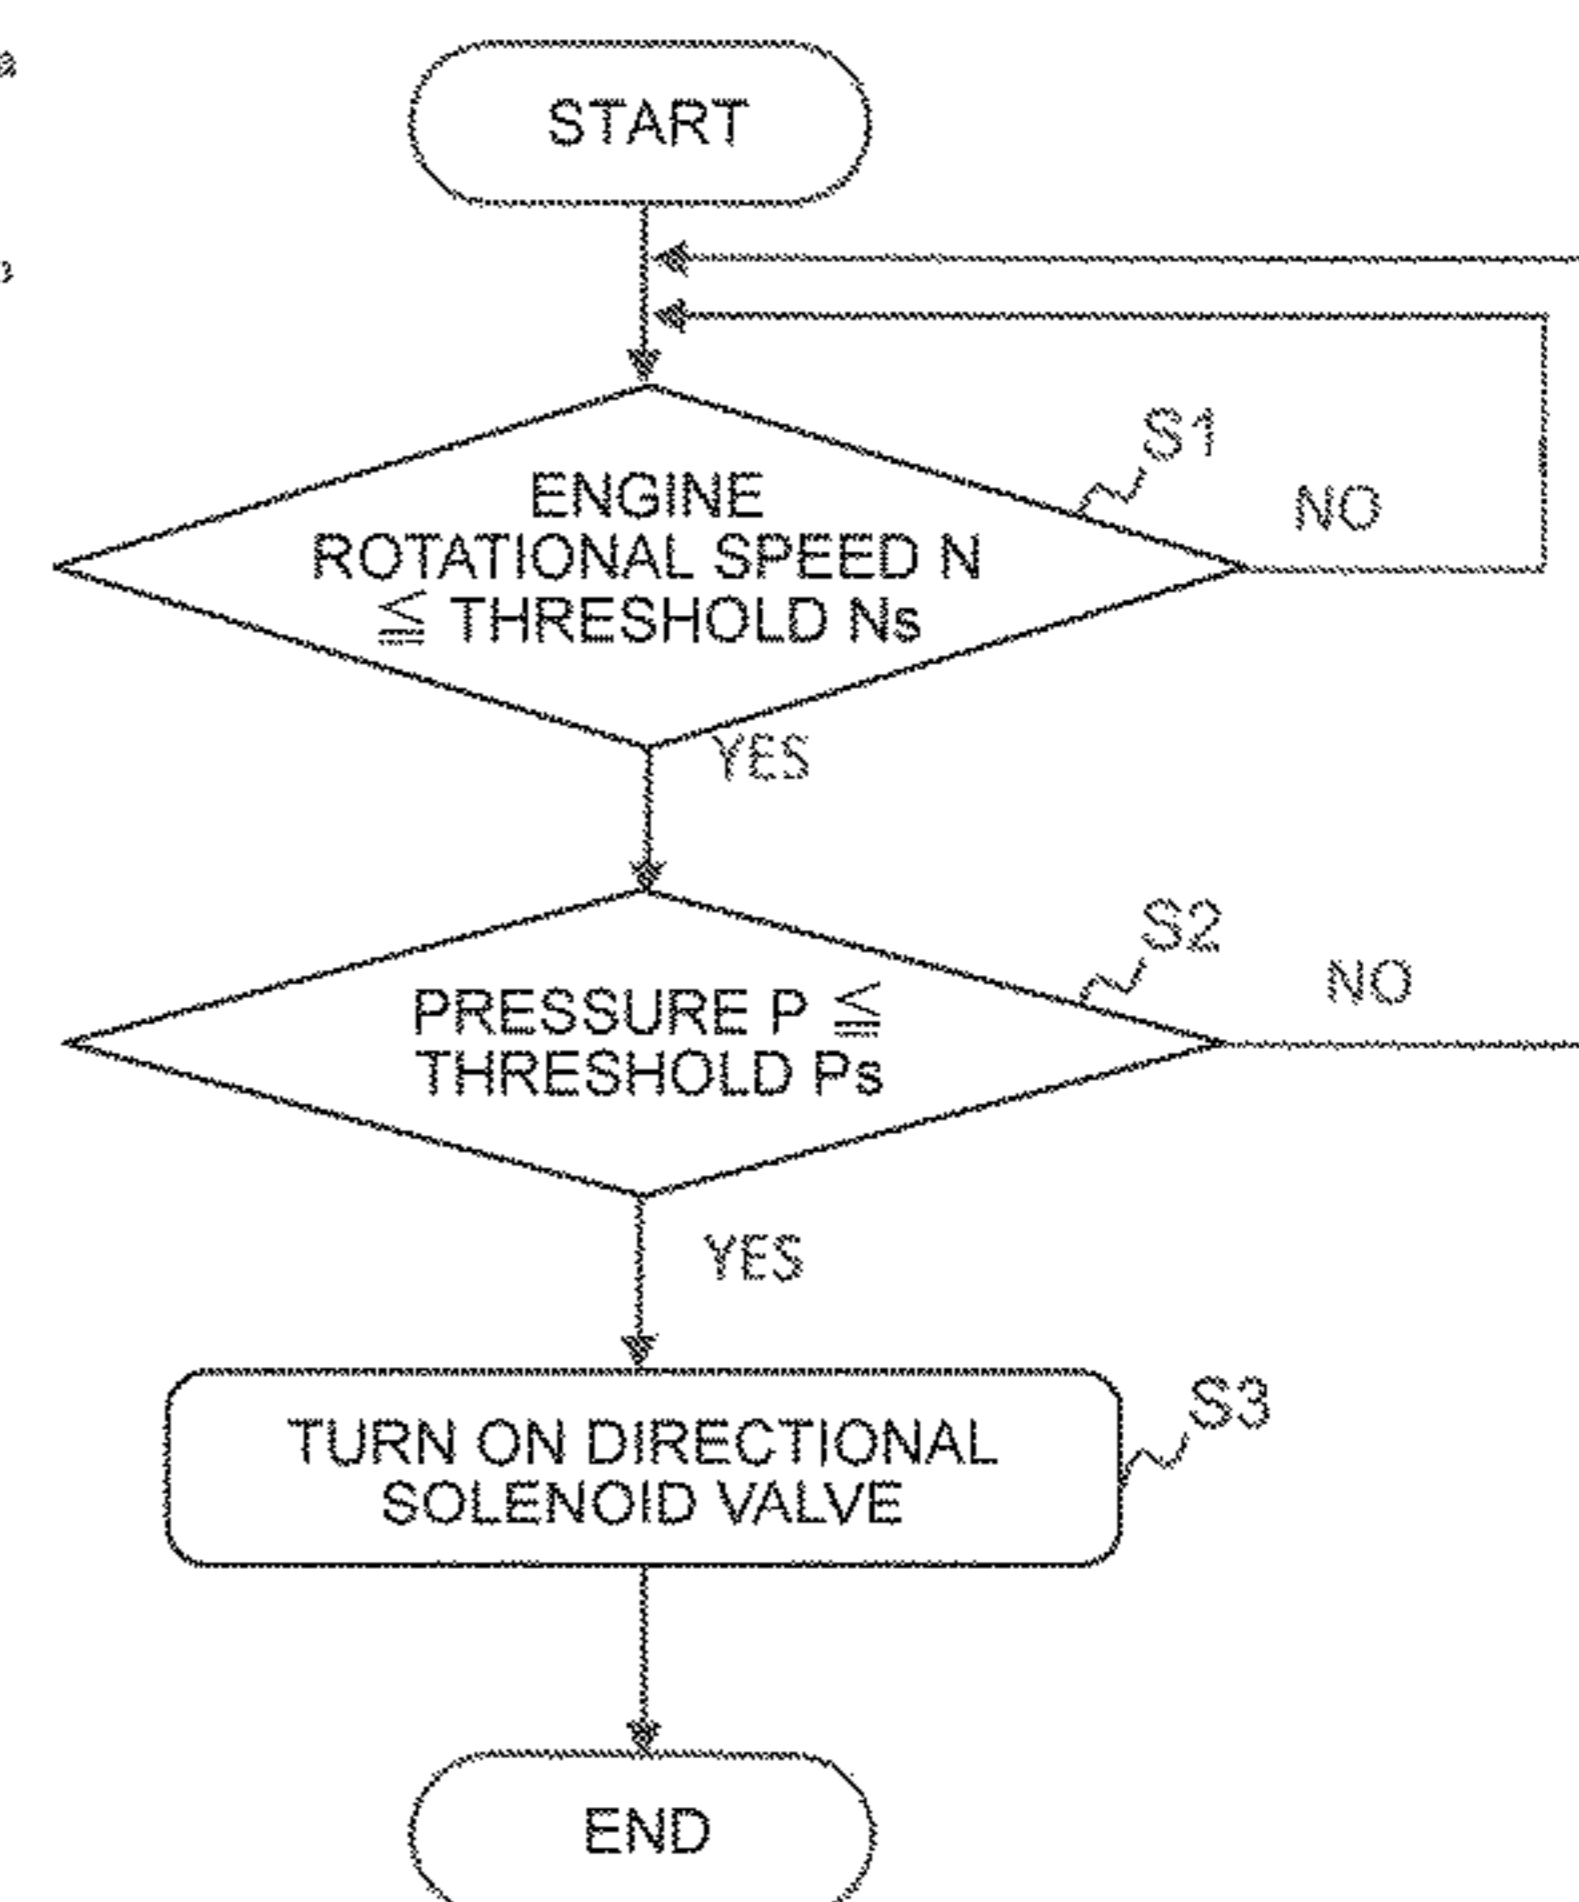 START
S1
NO
ENGINE
ROTATIONAL SPEED N
≦ THRESHOLD Ns
YES
S2
NO
PRESSURE P ≦
THRESHOLD Ps
YES
TURN ON DIRECTIONAL
SOLENOID VALVE
S3
END